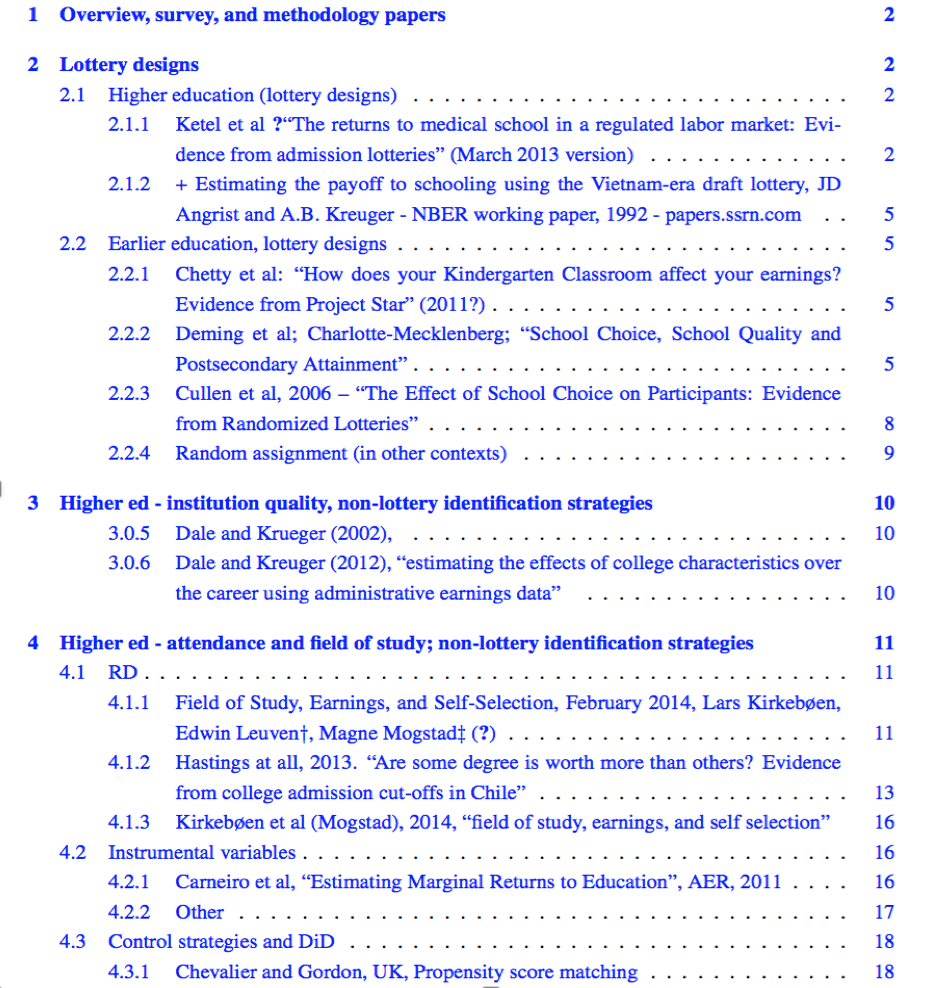 1 Overview, survey, and methodology papers 2
2 Lottery designs 2
2.1 Higher education (lottery designs) . . . . . . . . . . . . . . . . . . . . . . . . . . . . 2
2.1.1 Ketel et al ?“The returns to medical school in a regulated labor market: Evi-
dence from admission lotteries” (March 2013 version) . . . . . . . . . . . . . 2
2.1.2 + Estimating the payoff to schooling using the Vietnam-era draft lottery, JD
Angrist and A.B. Kreuger - NBER working paper, 1992 - papers.ssrn.com . . 5
2.2 Earlier education, lottery designs . . . . . . . . . . . . . . . . . . . . . . . . . . . . . 5
2.2.1 Chetty et al: “How does your Kindergarten Classroom affect your earnings?
Evidence from Project Star” (2011?) . . . . . . . . . . . . . . . . . . . . . . . 5
2.2.2 Deming et al; Charlotte-Mecklenberg; “School Choice, School Quality and
Postsecondary Attainment” . . . . . . . . . . . . . . . . . . . . . . . . . . . . 5
2.2.3 Cullen et al, 2006 – “The Effect of School Choice on Participants: Evidence
from Randomized Lotteries” . . . . . . . . . . . . . . . . . . . . . . . . . . . 8
2.2.4 Random assignment (in other contexts) . . . . . . . . . . . . . . . . . . . . . 9
3 Higher ed - institution quality, non-lottery identification strategies 10
3.0.5 Dale and Krueger (2002), . . . . . . . . . . . . . . . . . . . . . . . . . . . . 10
3.0.6 Dale and Kreuger (2012), “estimating the effects of college characteristics over
the career using administrative earnings data” . . . . . . . . . . . . . . . . . 10
4 Higher ed - attendance and field of study; non-lottery identification strategies 11
4.1 RD . . . . . . . . . . . . . . . . . . . . . . . . . . . . . . . . . . . . . . . . . . . . . 11
4.1.1 Field of Study, Earnings, and Self-Selection, February 2014, Lars Kirkebøen,
Edwin Leuven†, Magne Mogstad‡ (?) . . . . . . . . . . . . . . . . . . . . . . 11
4.1.2 Hastings at all, 2013. “Are some degree is worth more than others? Evidence
from college admission cut-offs in Chile” . . . . . . . . . . . . . . . . . . . . 13
4.1.3 Kirkebøen et al (Mogstad), 2014, “field of study, earnings, and self selection” 16
4.2 Instrumental variables . . . . . . . . . . . . . . . . . . . . . . . . . . . . . . . . . . . 16
4.2.1 Carneiro et al, “Estimating Marginal Returns to Education”, AER, 2011 . . . . 16
4.2.2 Other . . . . . . . . . . . . . . . . . . . . . . . . . . . . . . . . . . . . . . . 17
4.3 Control strategies and DiD . . . . . . . . . . . . . . . . . . . . . . . . . . . . . . . . 18
4.3.1 Chevalier and Gordon, UK, Propensity score matching . . . . . . . . . . . . . 18